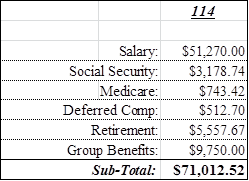 114
Salary: $51,270.00
Social Security: $3,178.74
Medicare: $743.42
Deferred Comp: $512.70
Retirement: $5,557.67
Group Benefits: $9,750.00
Sub-Total: $71,012.52